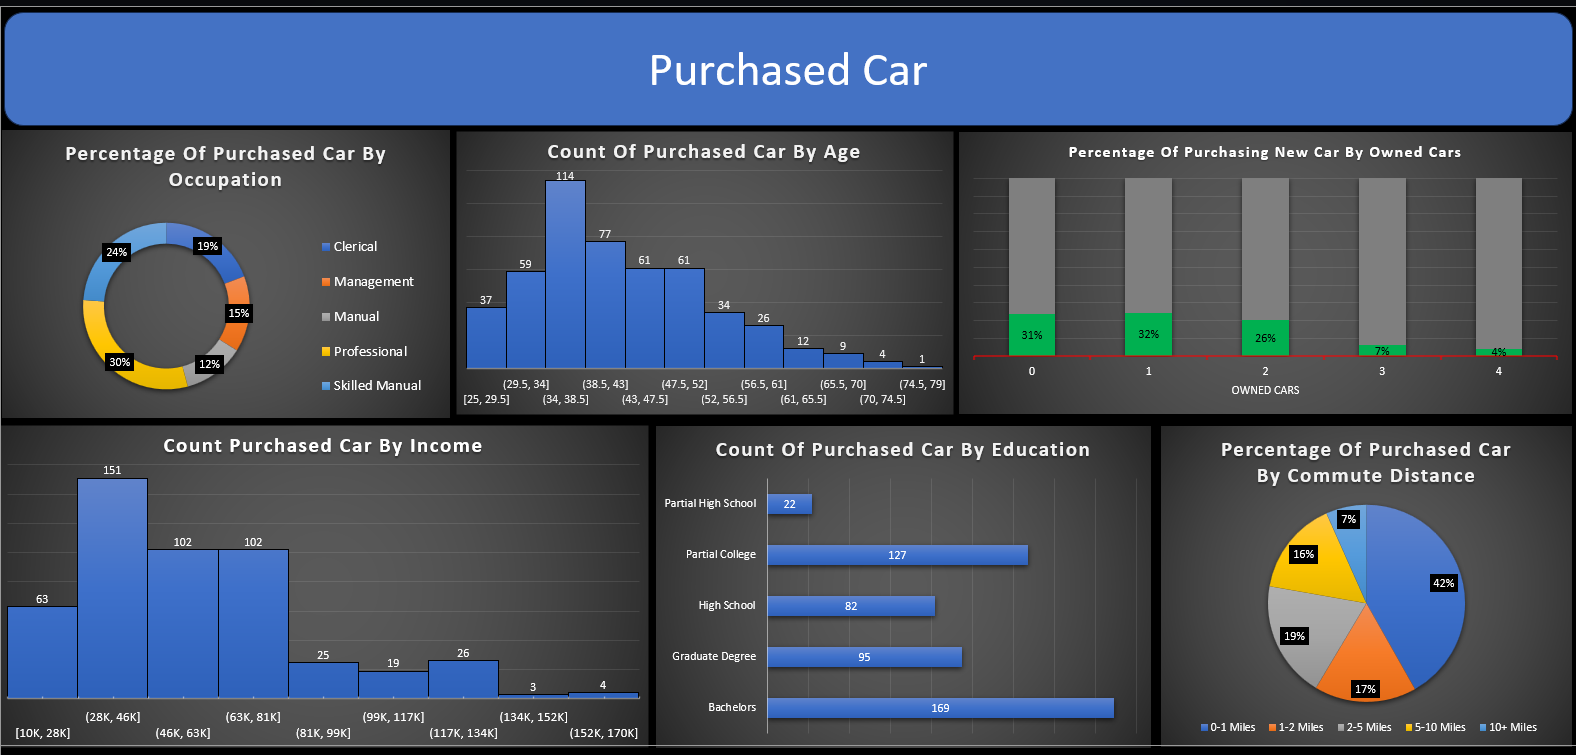 Purchased Car
Percentage Of Purchased Car By
Occupation
19%
15%
12%
30%
24%
Clerical
Management
Manual
Professional
Skilled Manual
Count Of Purchased Car By Age
37
59
114
77
61
61
34
26
12
9
4
1
[25, 29.5]
(29.5, 34]
(34, 38.5]
(38.5, 43]
(43, 47.5]
(47.5, 52]
(52, 56.5]
(56.5, 61]
(61, 65.5]
(65.5, 70]
(70, 74.5]
(74.5, 79]
Percentage Of Purchasing New Car By Owned Cars
31%
32%
26%
7%
4%
0
1
2
3
4
OWNED CARS
Count Purchased Car By Income
63
151
102
102
25
19
26
3
4
[10K, 28K]
(28K, 46K]
(46K, 63K]
(63K, 81K]
(81K, 99K]
(99K, 117K]
(117K, 134K]
(134K, 152K]
(152K, 170K]
Count Of Purchased Car By Education
Partial High School
22
Partial College
127
High School
82
Graduate Degree
95
Bachelors
169
Percentage Of Purchased Car
By Commute Distance
42%
17%
19%
16%
7%
0-1 Miles
1-2 Miles
2-5 Miles
5-10 Miles
10+ Miles